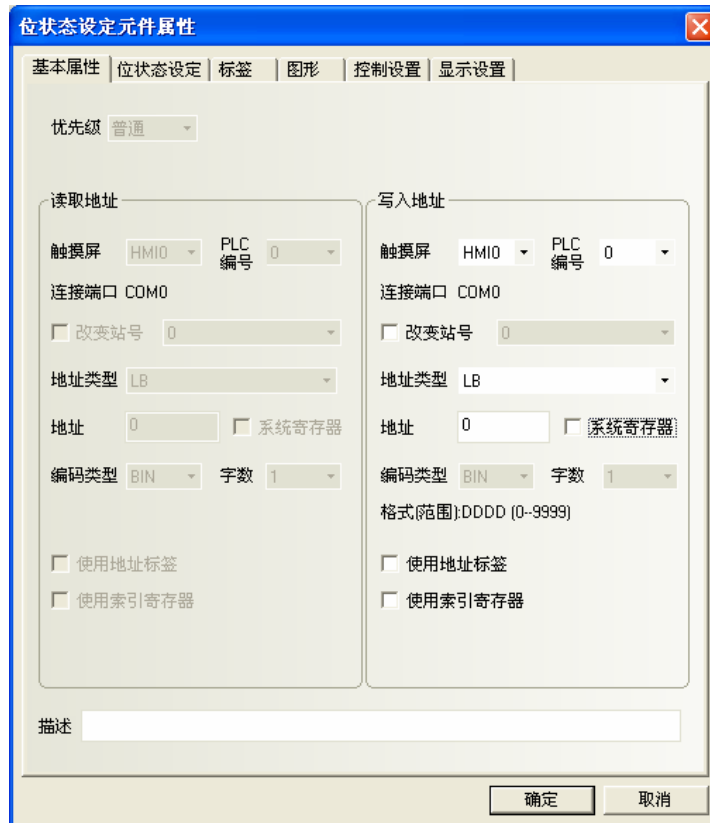 位状态设定元件属性
基本属性 位状态设定 标签 图形 控制设置 显示设置
优先级 普通
读取地址
触摸屏 HMI0 PLC编号 0
连接端口 COM0
改变站号 0
地址类型 LB
地址 0 系统寄存器
编码类型 BIN 字数 1
使用地址标签
使用索引寄存器
写入地址
触摸屏 HMI0 PLC编号 0
连接端口 COM0
改变站号 0
地址类型 LB
地址 0 系统寄存器
编码类型 BIN 字数 1
格式(范围):DDDD (0--9999)
使用地址标签
使用索引寄存器
描述
确定 取消